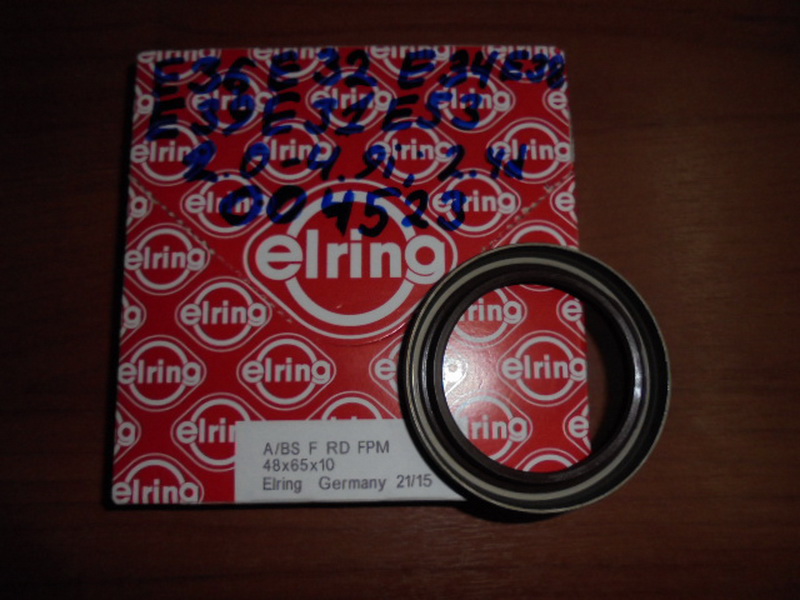 E36 E32 E34 E38
E39 E31 E53
2.0-4.9i; 2.4d
004523
elring
A/BS F RD FPM
48x65x10
Elring Germany 21/15